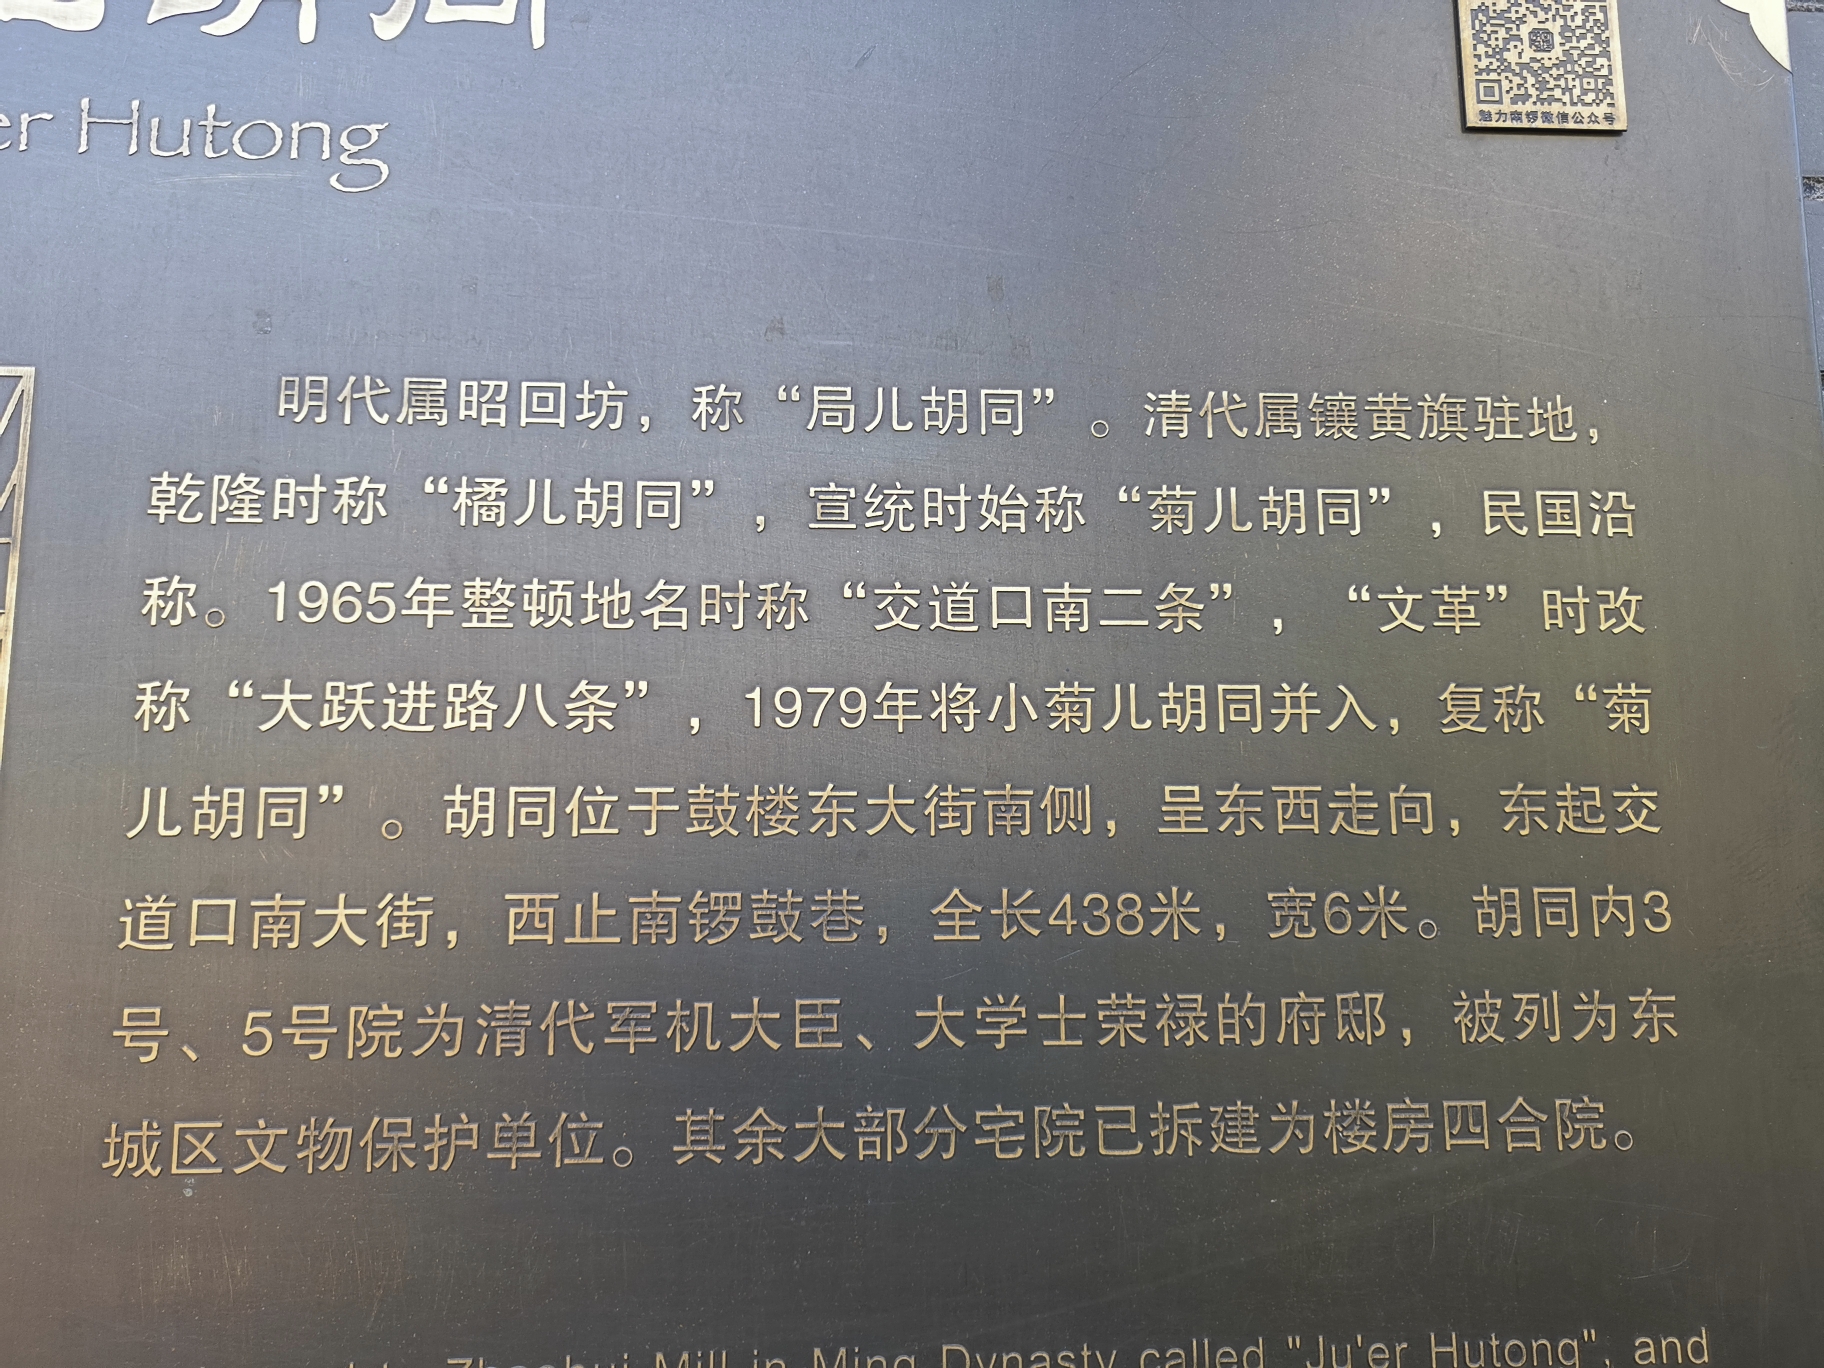 胡同
er Hutong
魅力南锣微信公众号
明代属昭回坊，称“局儿胡同”。清代属镶黄旗驻地，
乾隆时称“橘儿胡同”，宣统时始称“菊儿胡同”，民国沿
称。1965年整顿地名时称“交道口南二条”，“文革”时改
称“大跃进路八条”，1979年将小菊儿胡同并入，复称“菊
儿胡同”。胡同位于鼓楼东大街南侧，呈东西走向，东起交
道口南大街，西止南锣鼓巷，全长438米，宽6米。胡同内3
号、5号院为清代军机大臣、大学士荣禄的府邸，被列为东
城区文物保护单位。其余大部分宅院已拆建为楼房四合院。
Zhaohui Mill in Ming Dynasty called "Ju'er Hutong", and